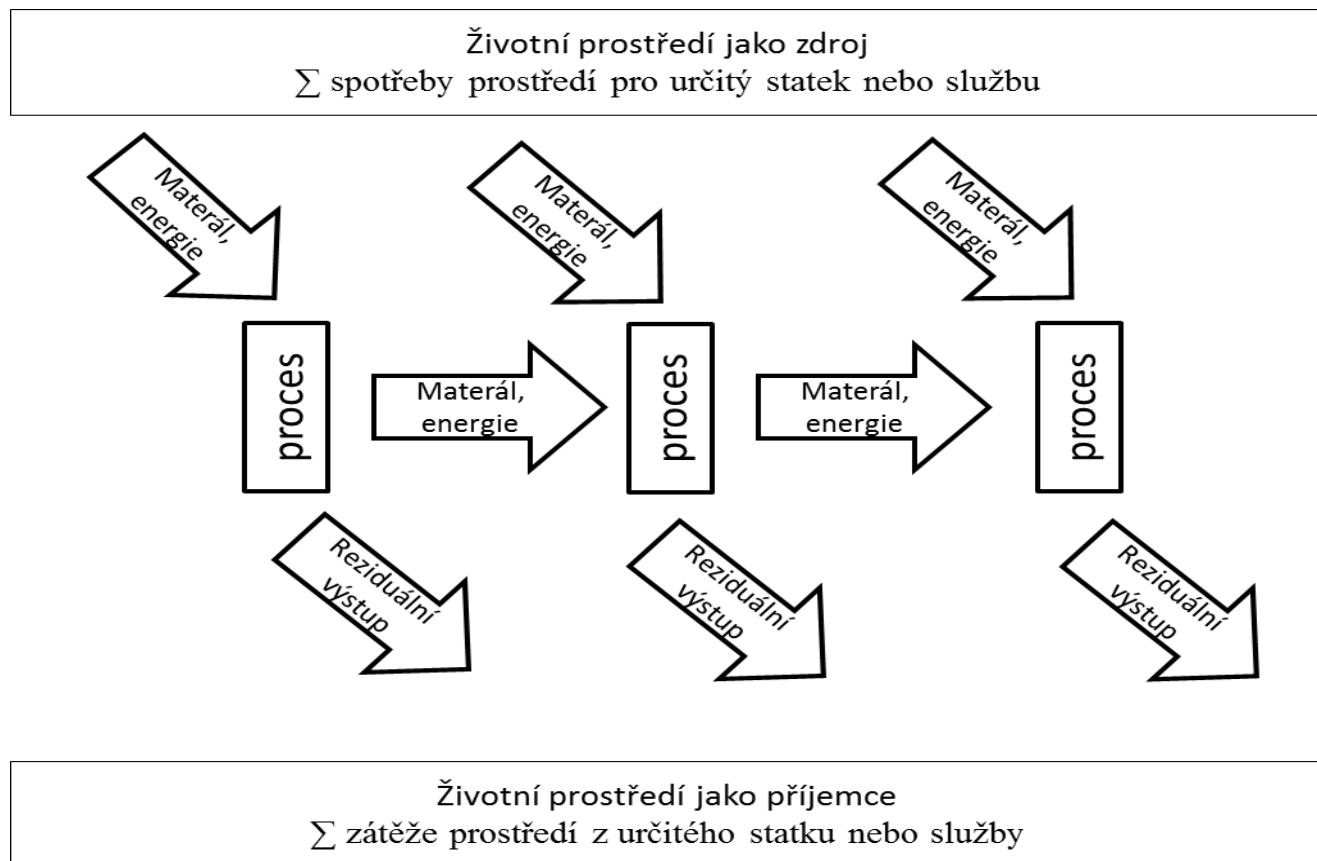 Životní prostředí jako zdroj
∑ spotřeby prostředí pro určitý statek nebo službu
Materál,
energie
Materál,
energie
Materál,
energie
proces
Materál,
energie
proces
Materál,
energie
proces
Reziduální
výstup
Reziduální
výstup
Reziduální
výstup
Životní prostředí jako příjemce
∑ zátěže prostředí z určitého statku nebo služby